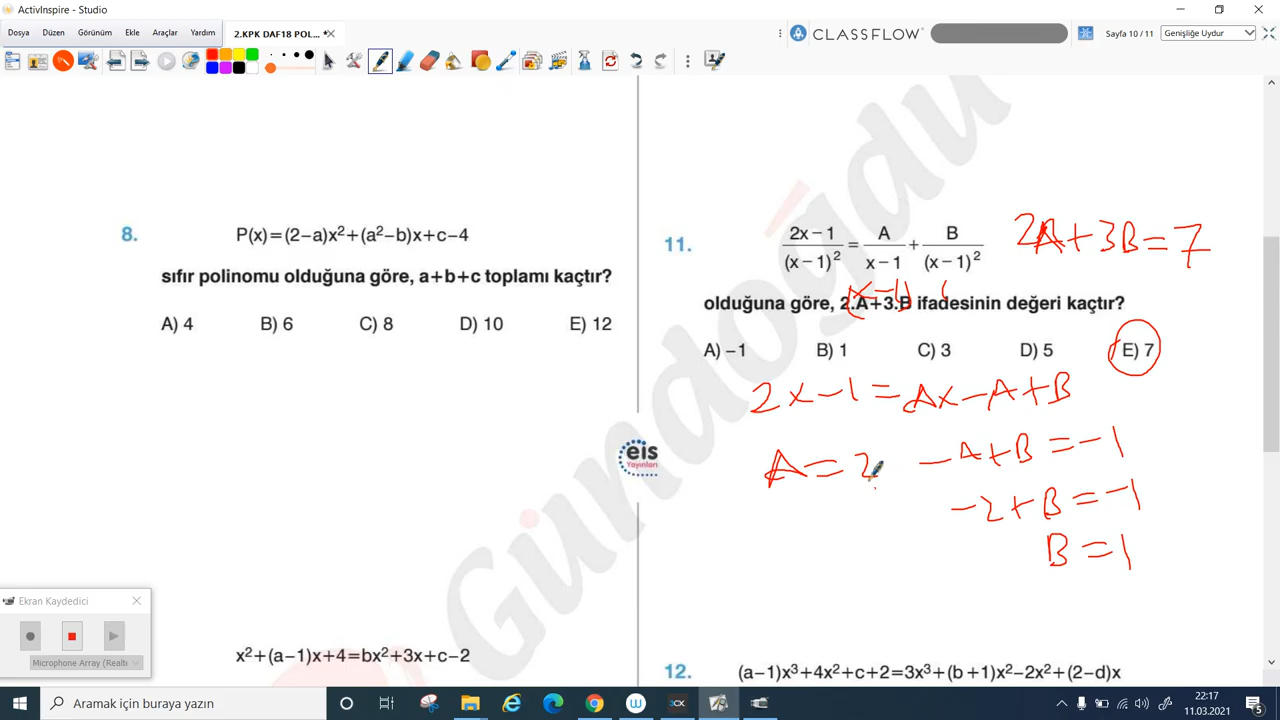 ActivInspire - Studio
Dosya Düzen Görünüm Ekle Araçlar Yardım
2.KPK DAF18 POL...
CLASSFLOW
Sayfa 10 / 11
Genişliğe Uydur
8.
P(x)=(2–a)x²+(a²–b)x+c–4
sıfır polinomu olduğuna göre, a+b+c toplamı kaçtır?
A) 4 B) 6 C) 8 D) 10 E) 12
x²+(a–1)x+4=bx²+3x+c–2
eis
Yayınları
Gündoğdu
11.
2x – 1 / (x – 1)² = A / x – 1 + B / (x – 1)²
2A+3B=7
(x-1)
olduğuna göre, 2.A+3.B ifadesinin değeri kaçtır?
A) –1 B) 1 C) 3 D) 5 E) 7
2x-1=Ax-A+B
A=2
-A+B=-1
-2+B=-1
B=1
12.
(a–1)x³+4x²+c+2=3x³+(b+1)x²–2x²+(2–d)x
Ekran Kaydedici
Microphone Array (Realte
Aramak için buraya yazın
3CX
22:17
11.03.2021
5